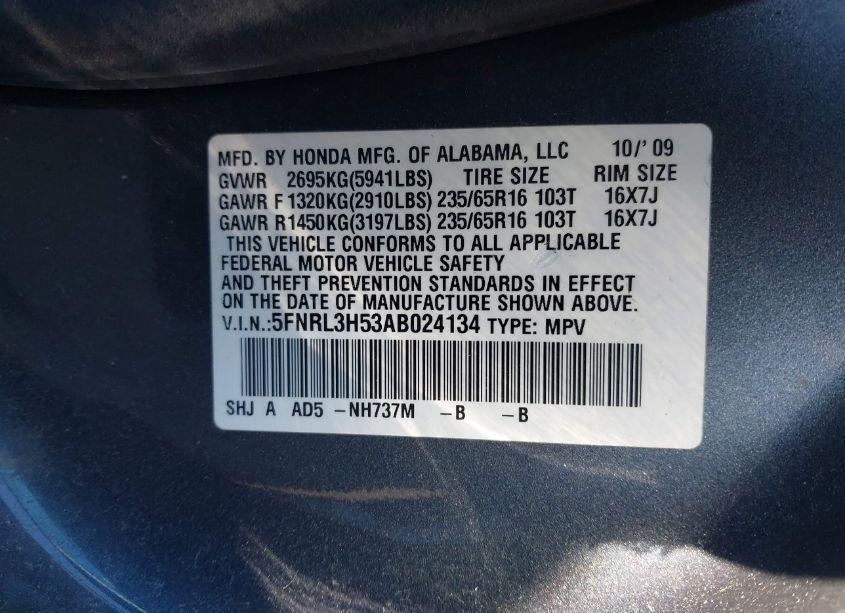 MFD. BY HONDA MFG. OF ALABAMA, LLC 10/'09
GVWR 2695KG(5941LBS) TIRE SIZE RIM SIZE
GAWR F 1320KG(2910LBS) 235/65R16 103T 16X7J
GAWR R1450KG(3197LBS) 235/65R16 103T 16X7J
THIS VEHICLE CONFORMS TO ALL APPLICABLE
FEDERAL MOTOR VEHICLE SAFETY
AND THEFT PREVENTION STANDARDS IN EFFECT
ON THE DATE OF MANUFACTURE SHOWN ABOVE.
V.I.N.:5FNRL3H53AB024134 TYPE: MPV
SHJ A AD5 -NH737M -B -B